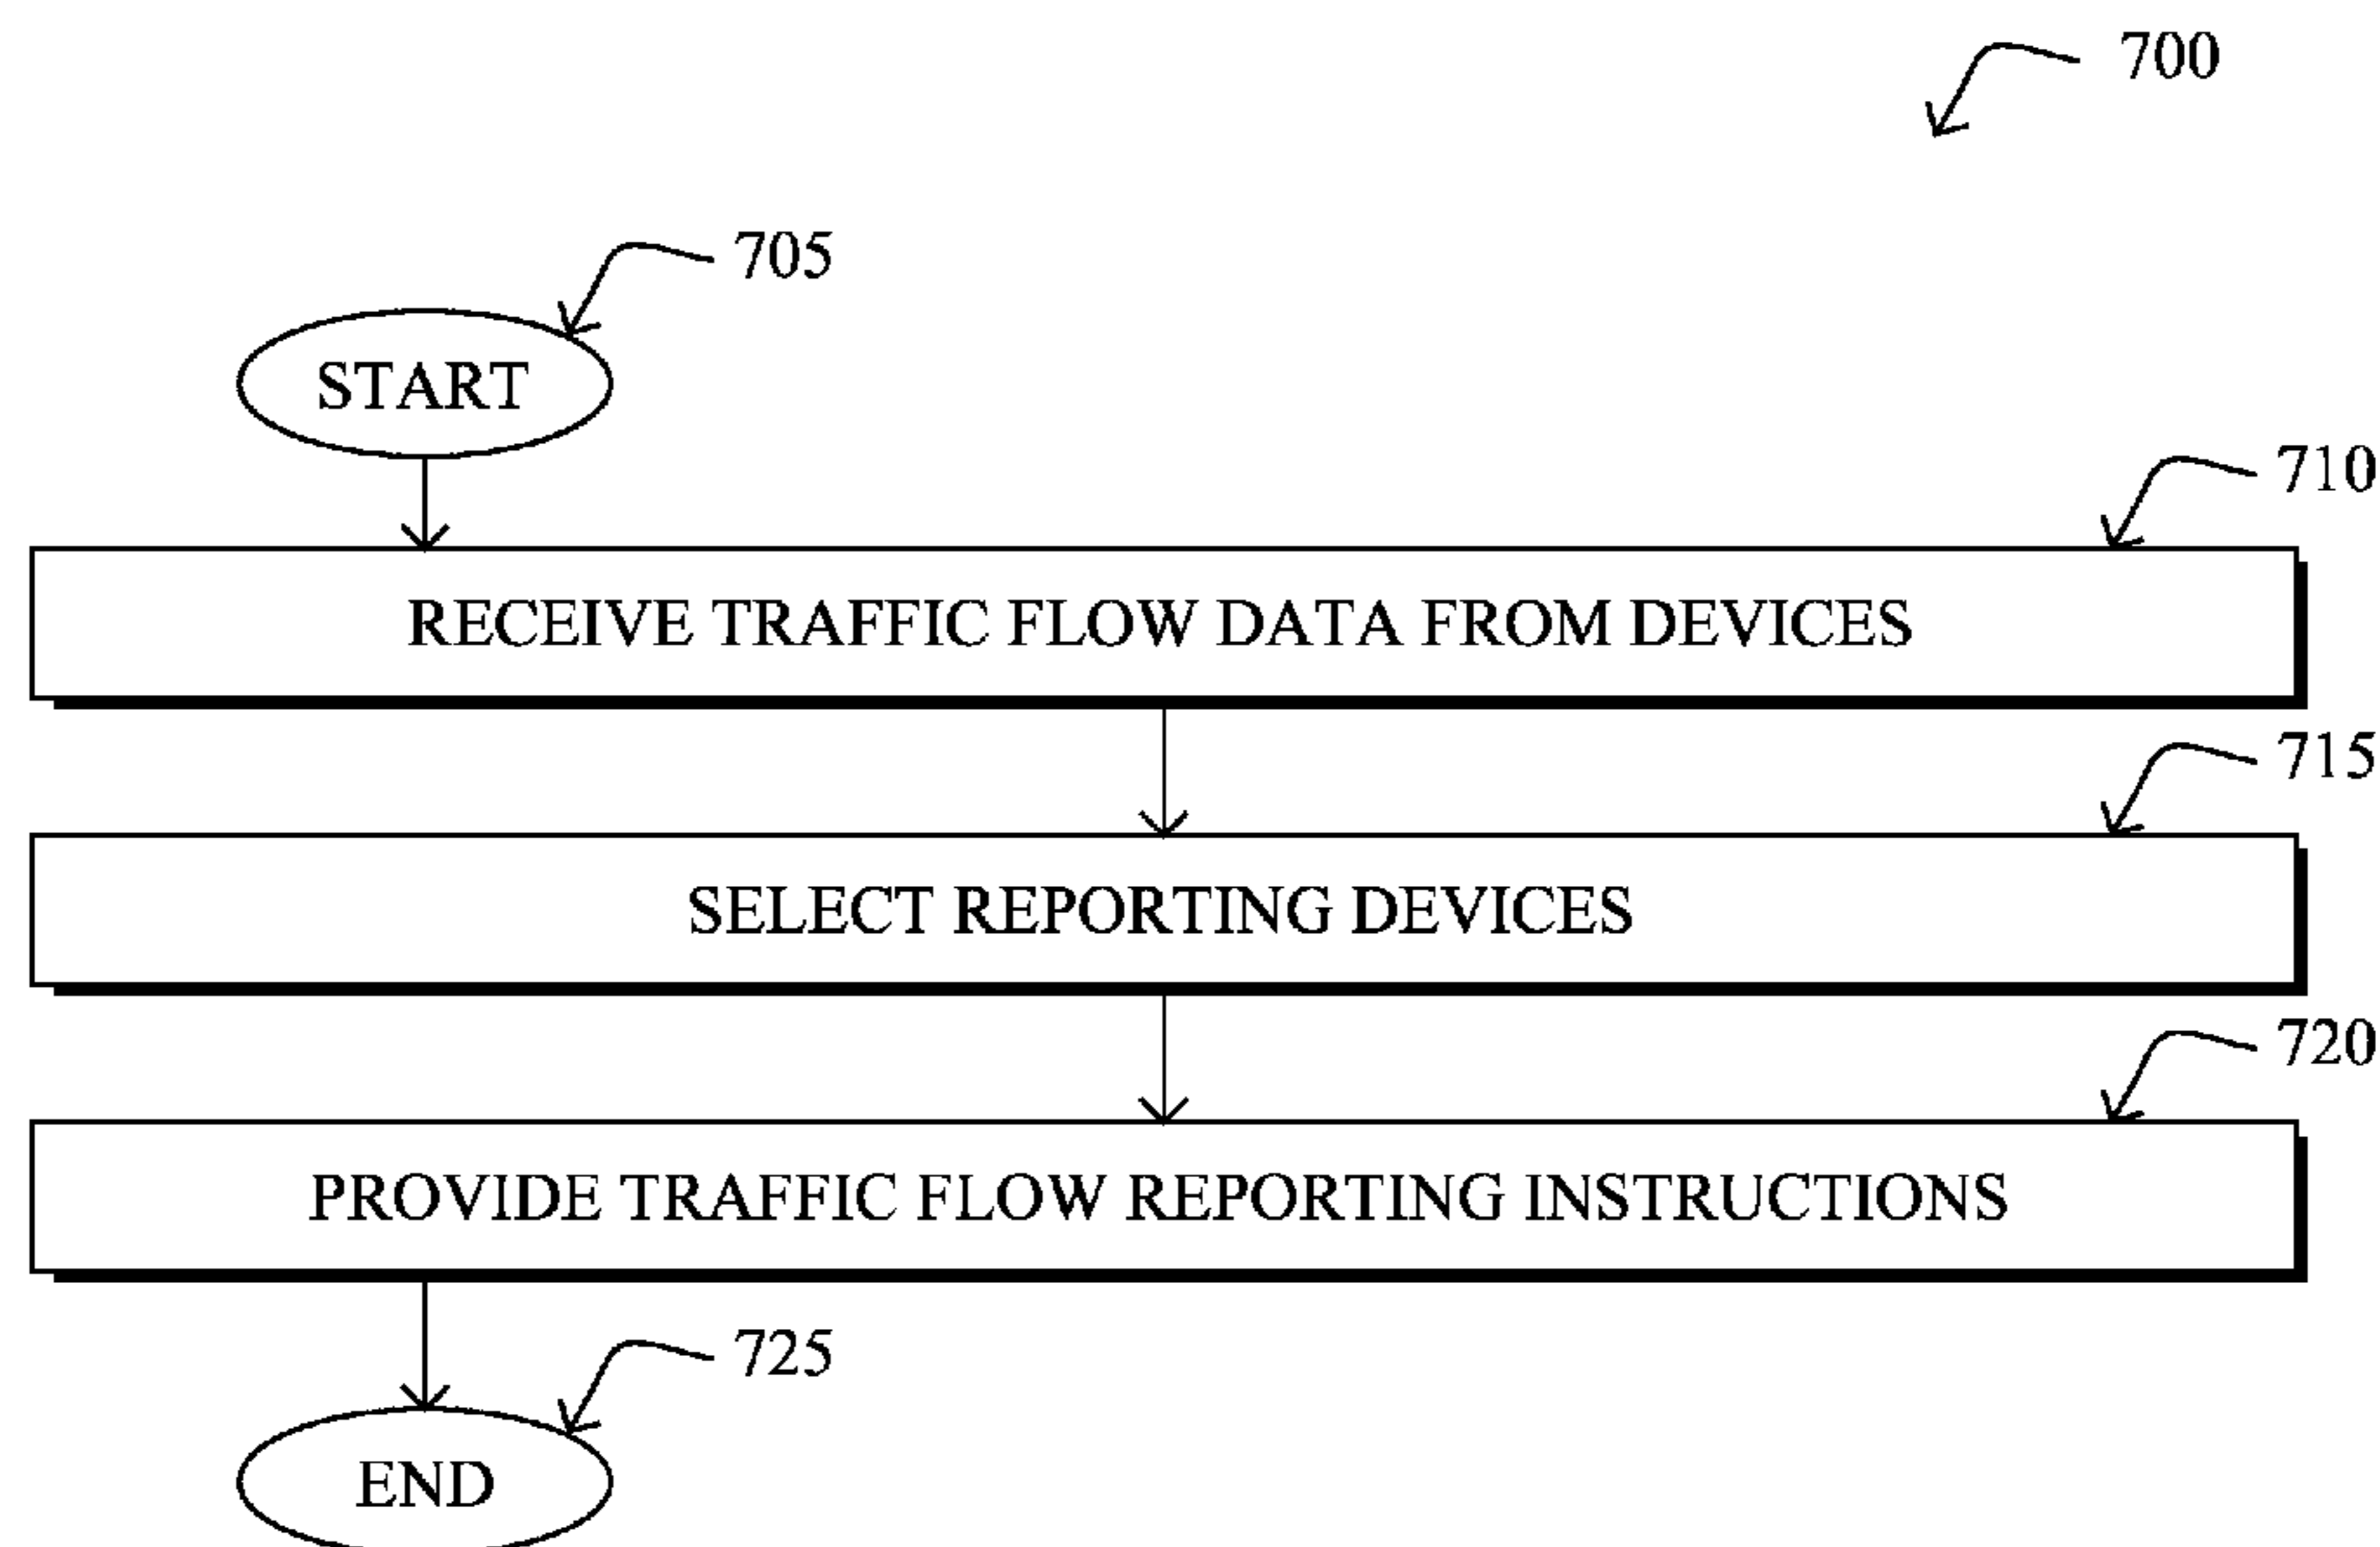 700
705
START
710
RECEIVE TRAFFIC FLOW DATA FROM DEVICES
715
SELECT REPORTING DEVICES
720
PROVIDE TRAFFIC FLOW REPORTING INSTRUCTIONS
725
END